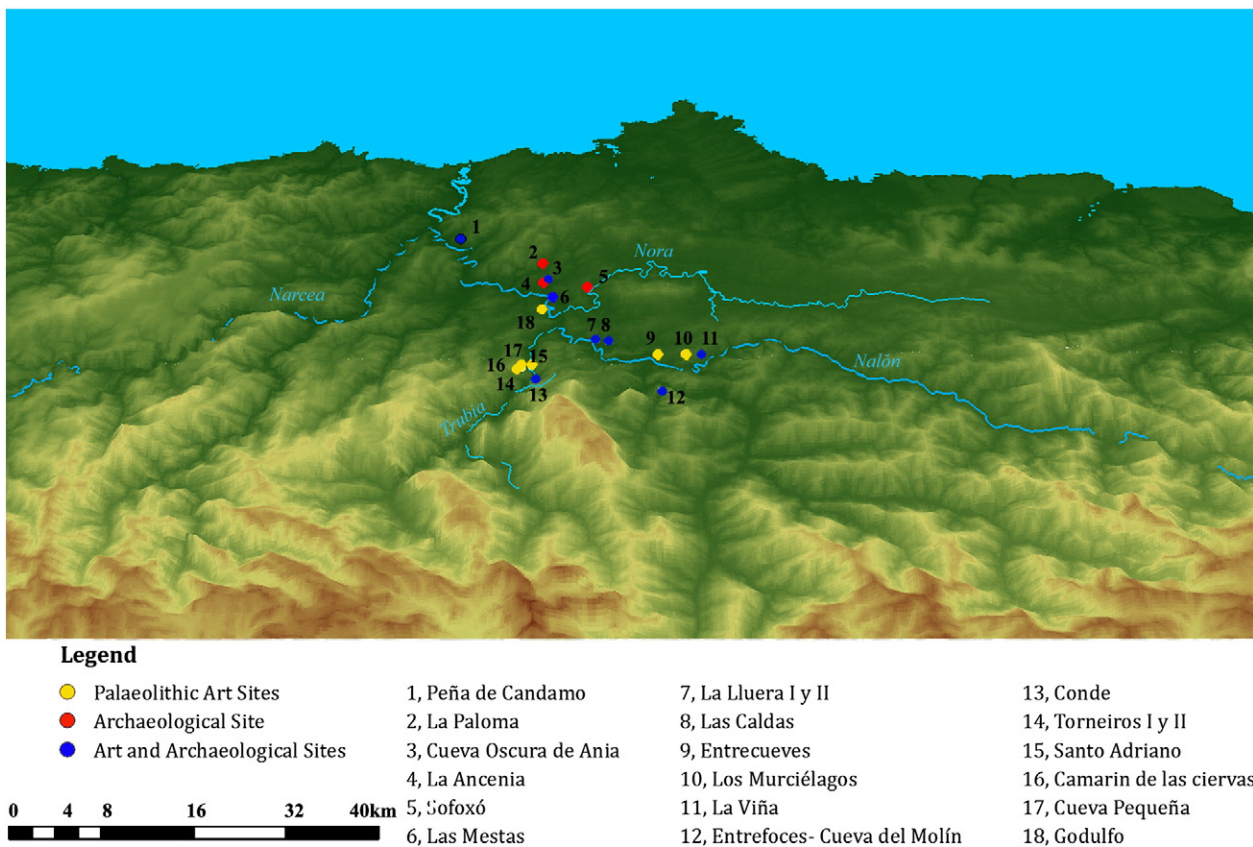 1
2
3
4
5
Nora
6
Narcea
18
7 8
9 10 11
17 15
16
14
13
12
Nalön
Trubia
Legend
Palaeolithic Art Sites
Archaeological Site
Art and Archaeological Sites
0 4 8 16 32 40km
1, Peña de Candamo
2, La Paloma
3, Cueva Oscura de Ania
4, La Ancenia
5, Sofoxó
6, Las Mestas
7, La Lluera I y II
8, Las Caldas
9, Entrecueves
10, Los Murciélagos
11, La Viña
12, Entrefoces- Cueva del Molín
13, Conde
14, Torneiros I y II
15, Santo Adriano
16, Camarin de las ciervas
17, Cueva Pequeña
18, Godulfo